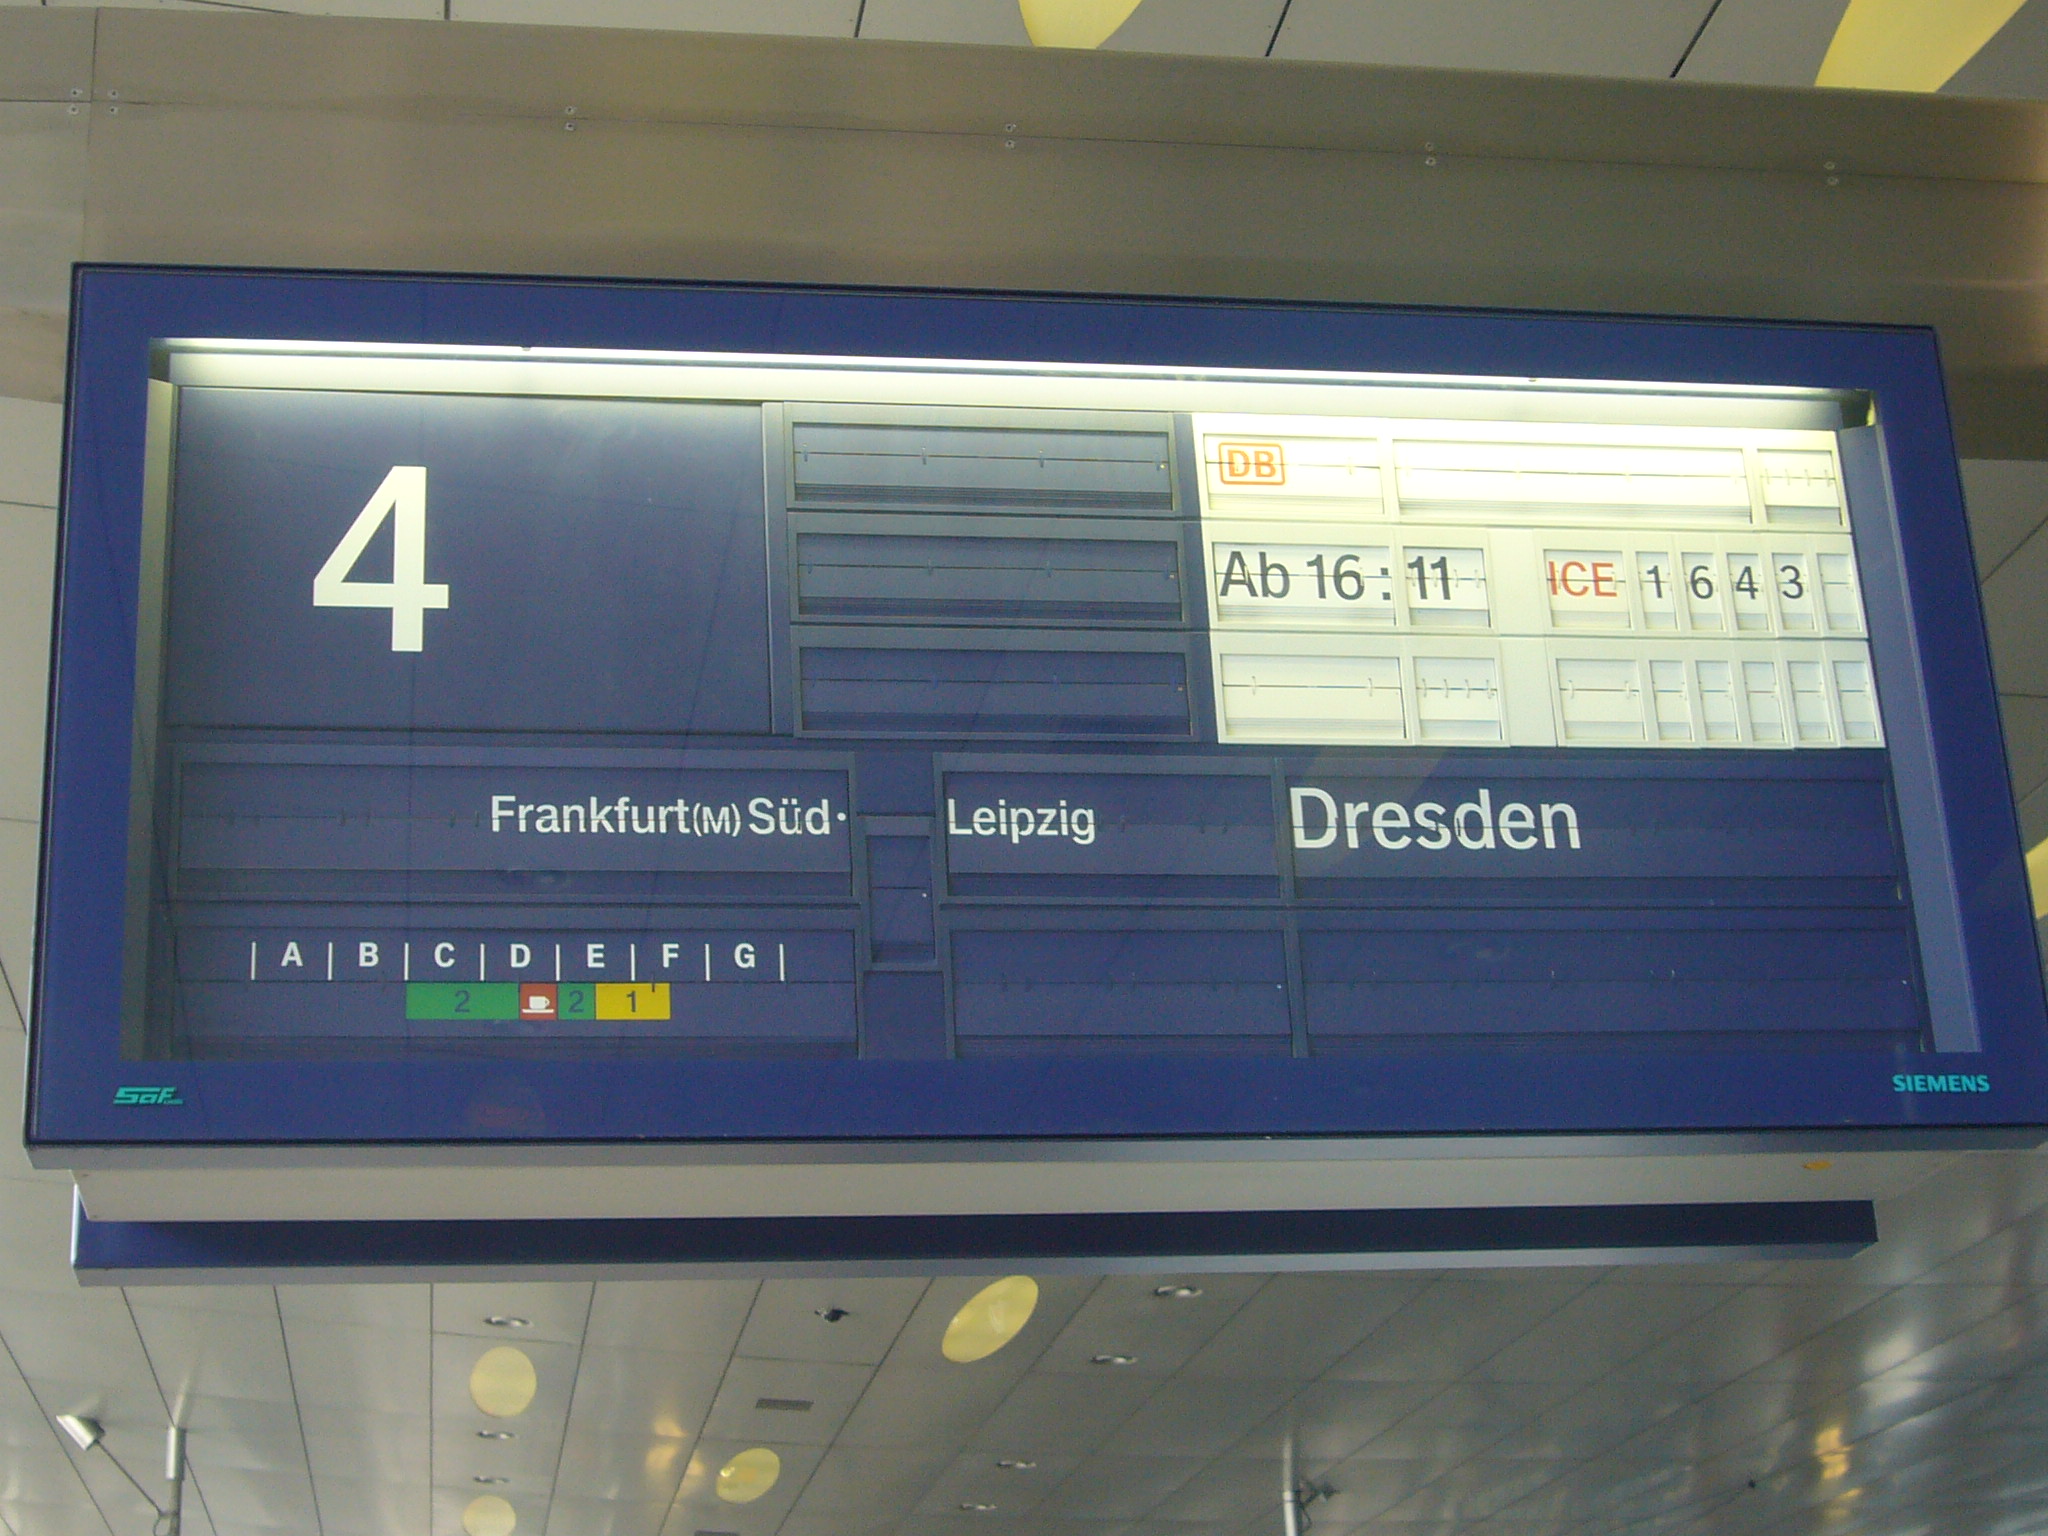 4
DB
Ab 16:11 ICE 1643
Frankfurt(M) Süd· Leipzig Dresden
| A | B | C | D | E | F | G |
2 2 1
SIEMENS